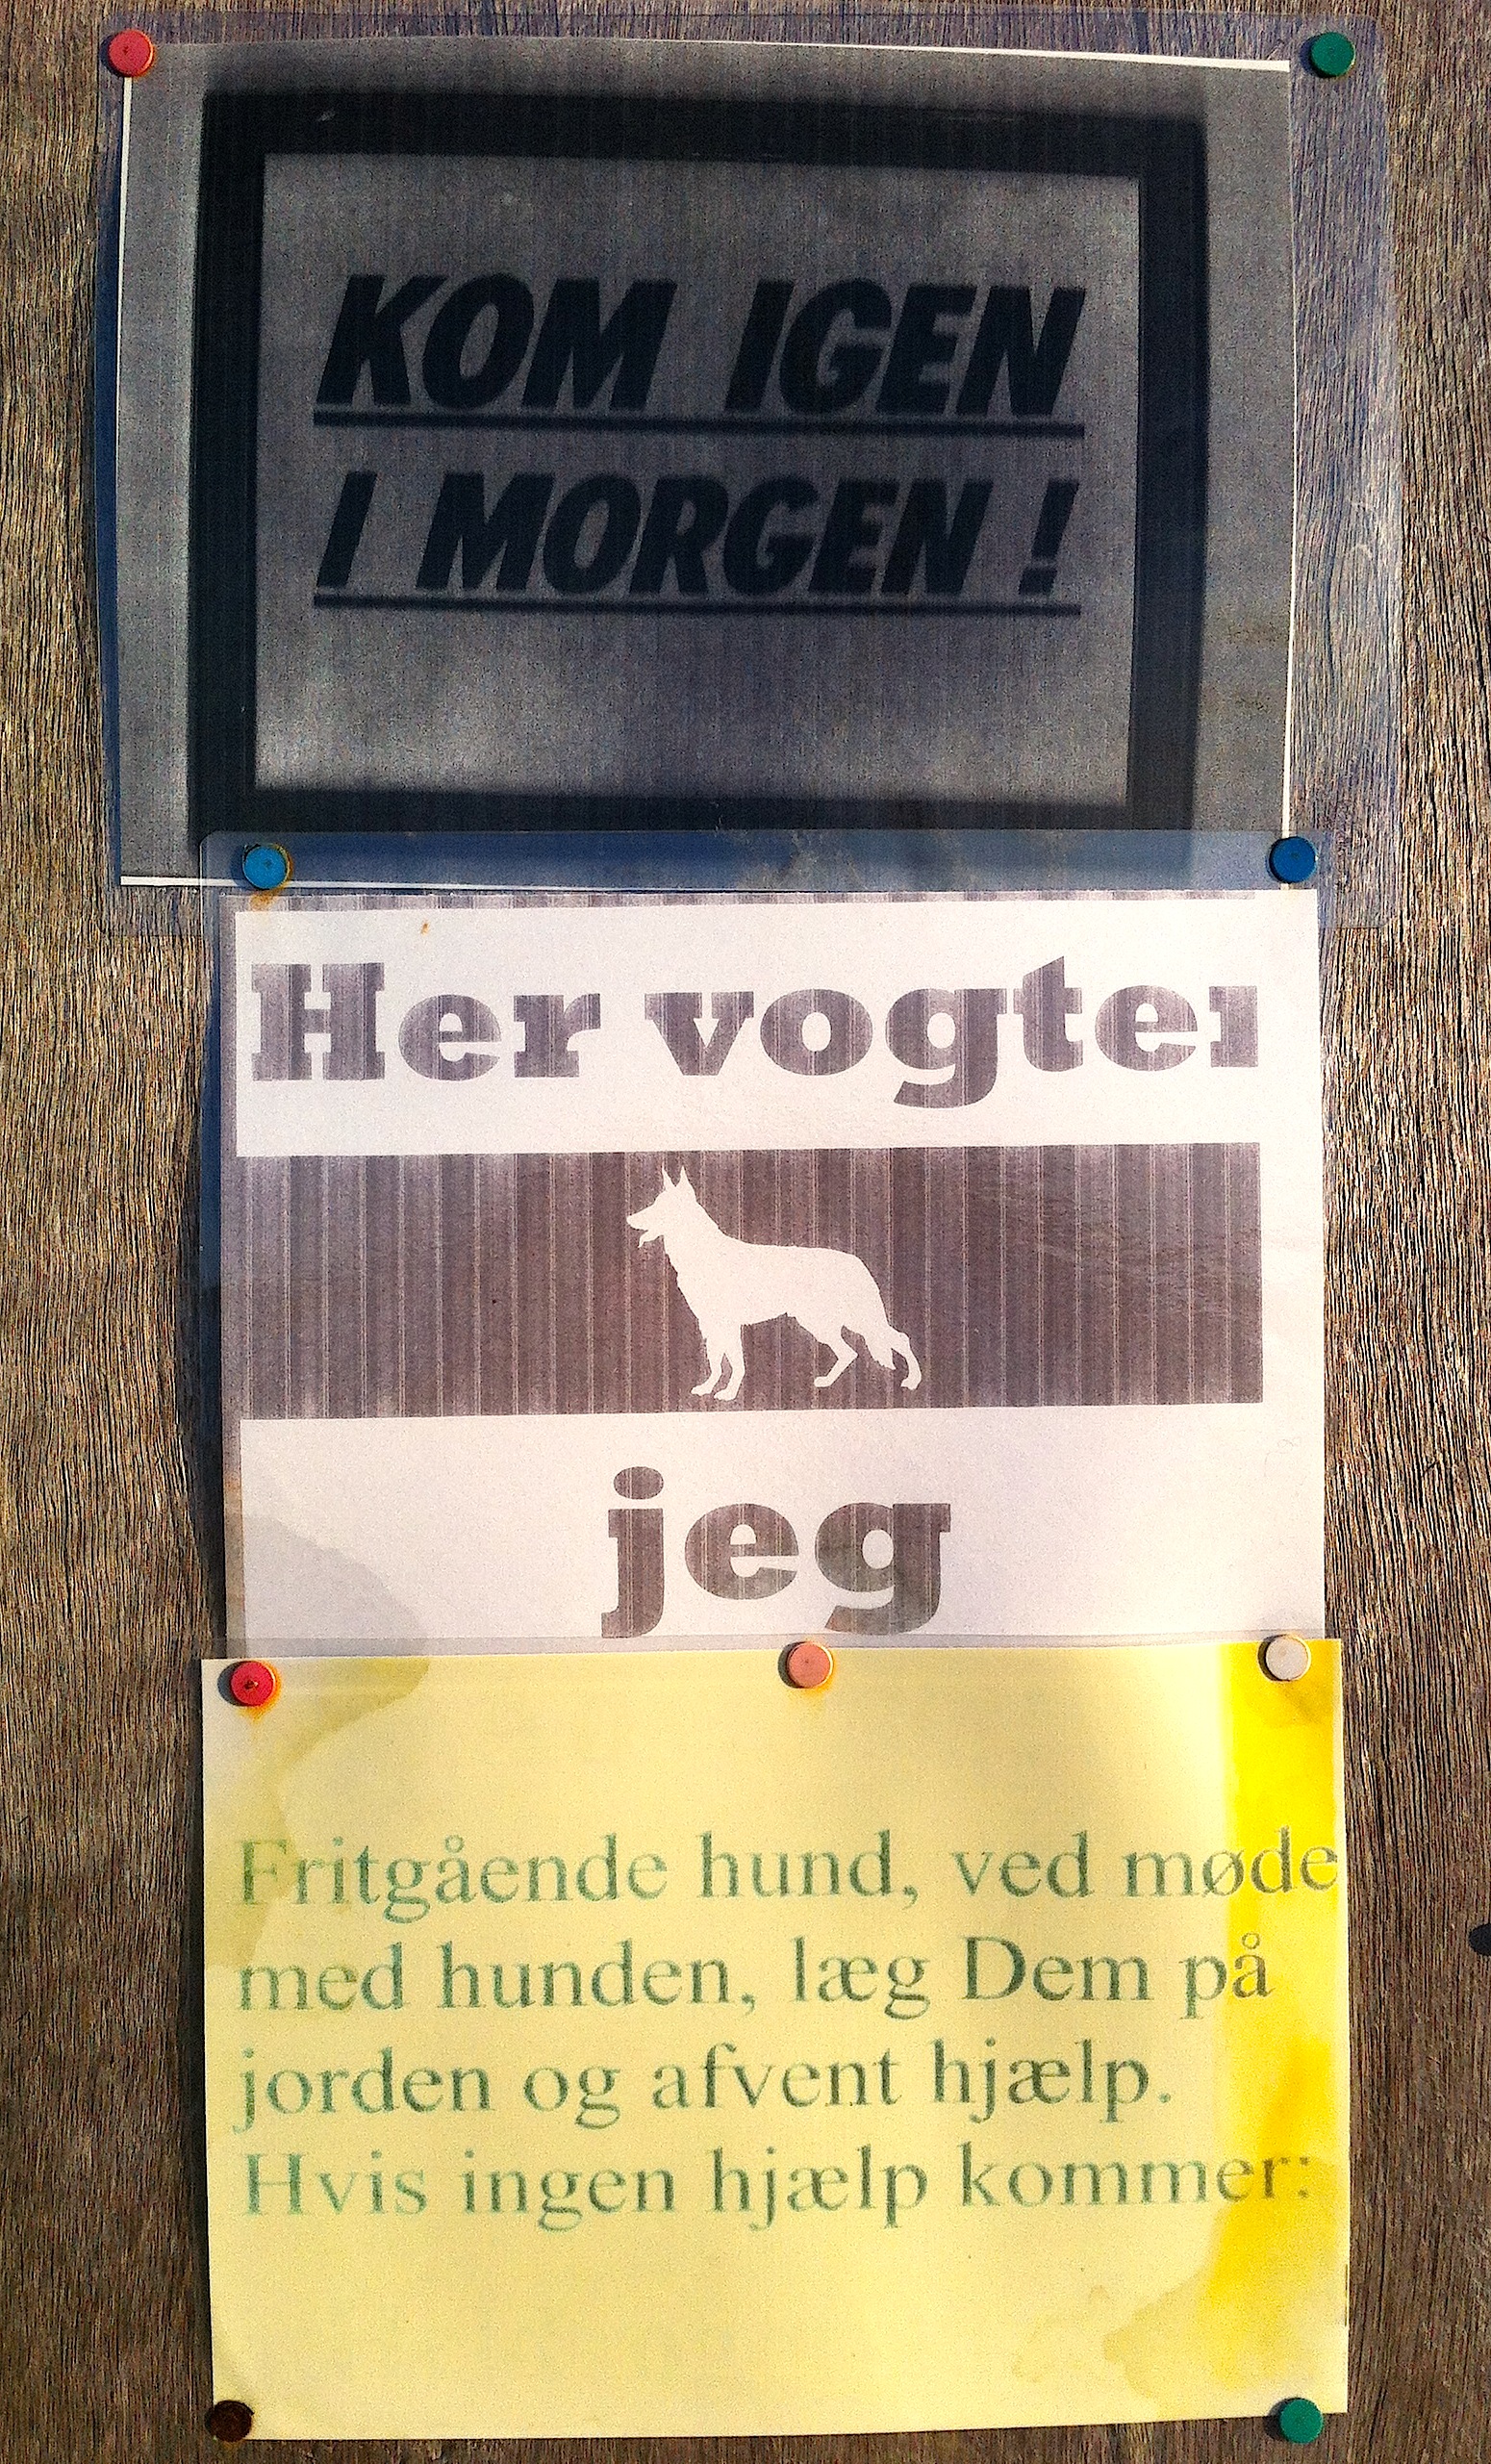 KOM IGEN
I MORGEN !
Her vogter
jeg
Fritgående hund, ved møde
med hunden, læg Dem på
jorden og afvent hjælp.
Hvis ingen hjælp kommer: